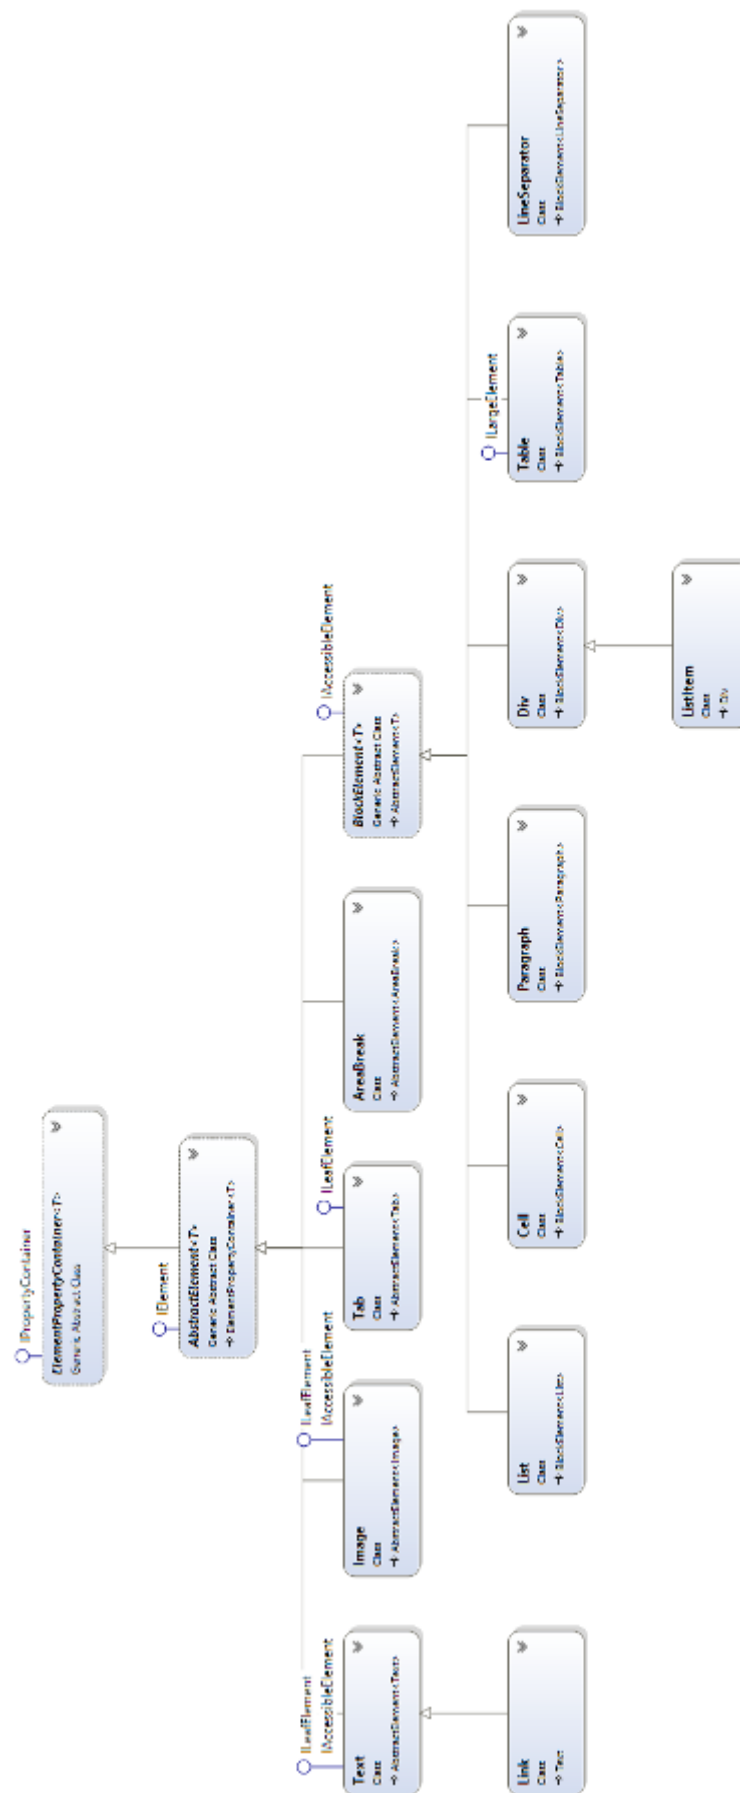 IPropertyContainer
ElementPropertyContainer<T>
Generic Abstract Class
IElement
AbstractElement<T>
Generic Abstract Class
ElementPropertyContainer<T>
ILeafElement
IAccessibleElement
Text
Class
AbstractElement<Text>
ILeafElement
IAccessibleElement
Image
Class
AbstractElement<Image>
ILeafElement
Tab
Class
AbstractElement<Tab>
AreaBreak
Class
AbstractElement<AreaBreak>
IAccessibleElement
BlockElement<T>
Generic Abstract Class
AbstractElement<T>
Link
Class
Text
List
Class
BlockElement<List>
Cell
Class
BlockElement<Cell>
Paragraph
Class
BlockElement<Paragraph>
Div
Class
BlockElement<Div>
ILargeElement
Table
Class
BlockElement<Table>
LineSeparator
Class
BlockElement<LineSeparator>
ListItem
Class
Div